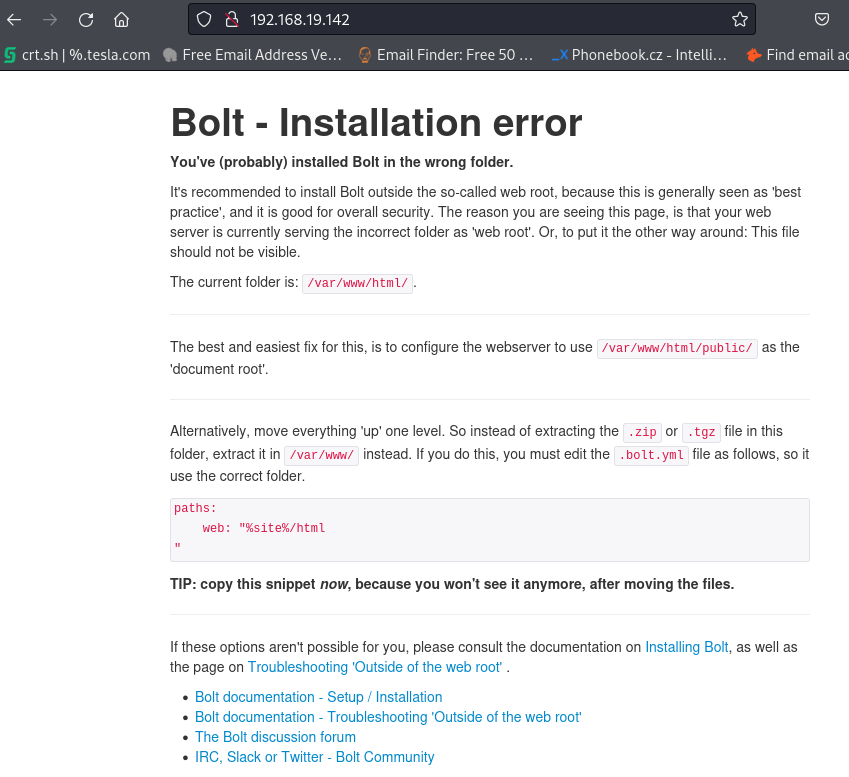 192.168.19.142
crt.sh | %.tesla.com Free Email Address Ve… Email Finder: Free 50 … Phonebook.cz - Intelli… Find email ac
Bolt - Installation error
You've (probably) installed Bolt in the wrong folder.
It's recommended to install Bolt outside the so-called web root, because this is generally seen as 'best
practice', and it is good for overall security. The reason you are seeing this page, is that your web
server is currently serving the incorrect folder as 'web root'. Or, to put it the other way around: This file
should not be visible.
The current folder is: /var/www/html/.
The best and easiest fix for this, is to configure the webserver to use /var/www/html/public/ as the
'document root'.
Alternatively, move everything 'up' one level. So instead of extracting the .zip or .tgz file in this
folder, extract it in /var/www/ instead. If you do this, you must edit the .bolt.yml file as follows, so it
use the correct folder.
paths:
    web: "%site%/html
"
TIP: copy this snippet now, because you won't see it anymore, after moving the files.
If these options aren't possible for you, please consult the documentation on Installing Bolt, as well as
the page on Troubleshooting 'Outside of the web root' .
Bolt documentation - Setup / Installation
Bolt documentation - Troubleshooting 'Outside of the web root'
The Bolt discussion forum
IRC, Slack or Twitter - Bolt Community